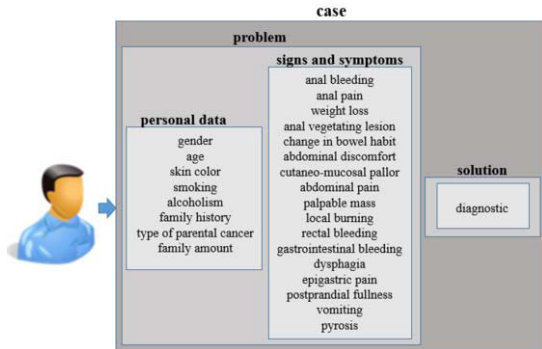 case
problem
personal data
gender
age
skin color
smoking
alcoholism
family history
type of parental cancer
family amount
signs and symptoms
anal bleeding
anal pain
weight loss
anal vegetating lesion
change in bowel habit
abdominal discomfort
cutaneo-mucosal pallor
abdominal pain
palpable mass
local burning
rectal bleeding
gastrointestinal bleeding
dysphagia
epigastric pain
postprandial fullness
vomiting
pyrosis
solution
diagnostic